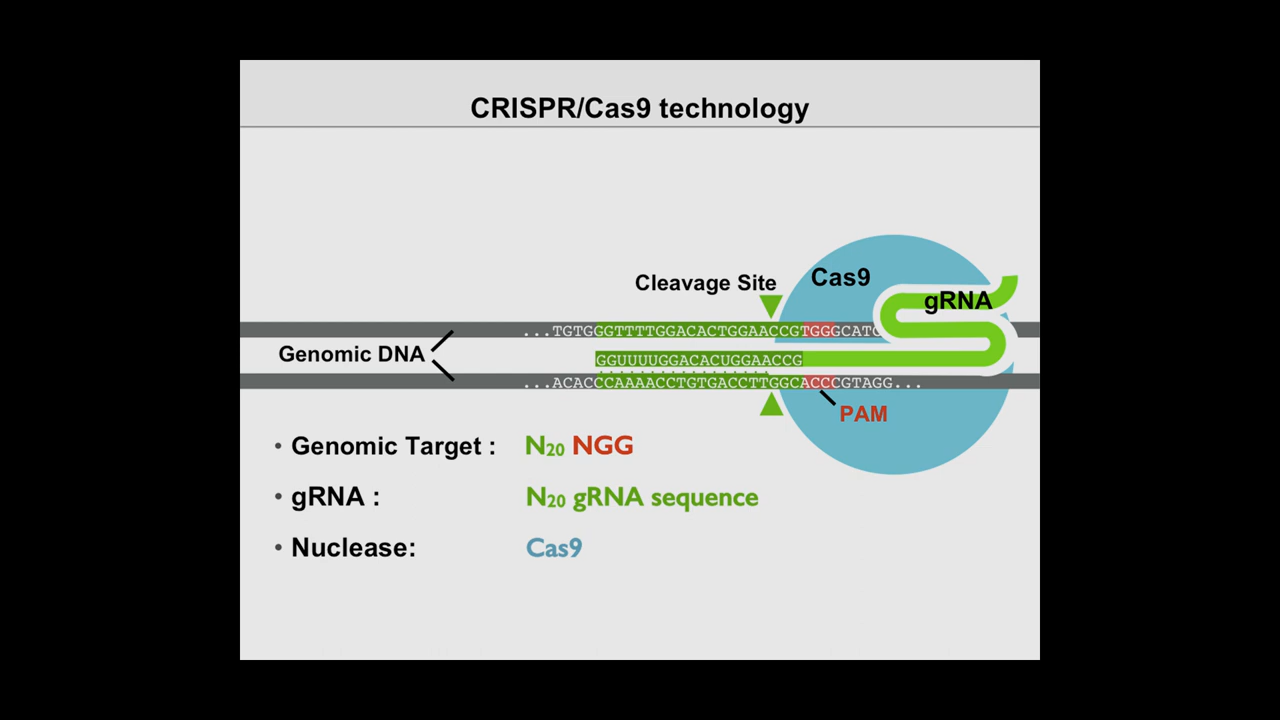 CRISPR/Cas9 technology
Cleavage Site
Cas9
gRNA
...TGTGGGTTTTGGACACTGGAACCGTGGGCATC
Genomic DNA
GGUUUUGGACACUGGAACCG
...ACACCCAAAACCTGTGACCTTGGCACCCGTAGG...
PAM
• Genomic Target : N20 NGG
• gRNA : N20 gRNA sequence
• Nuclease: Cas9